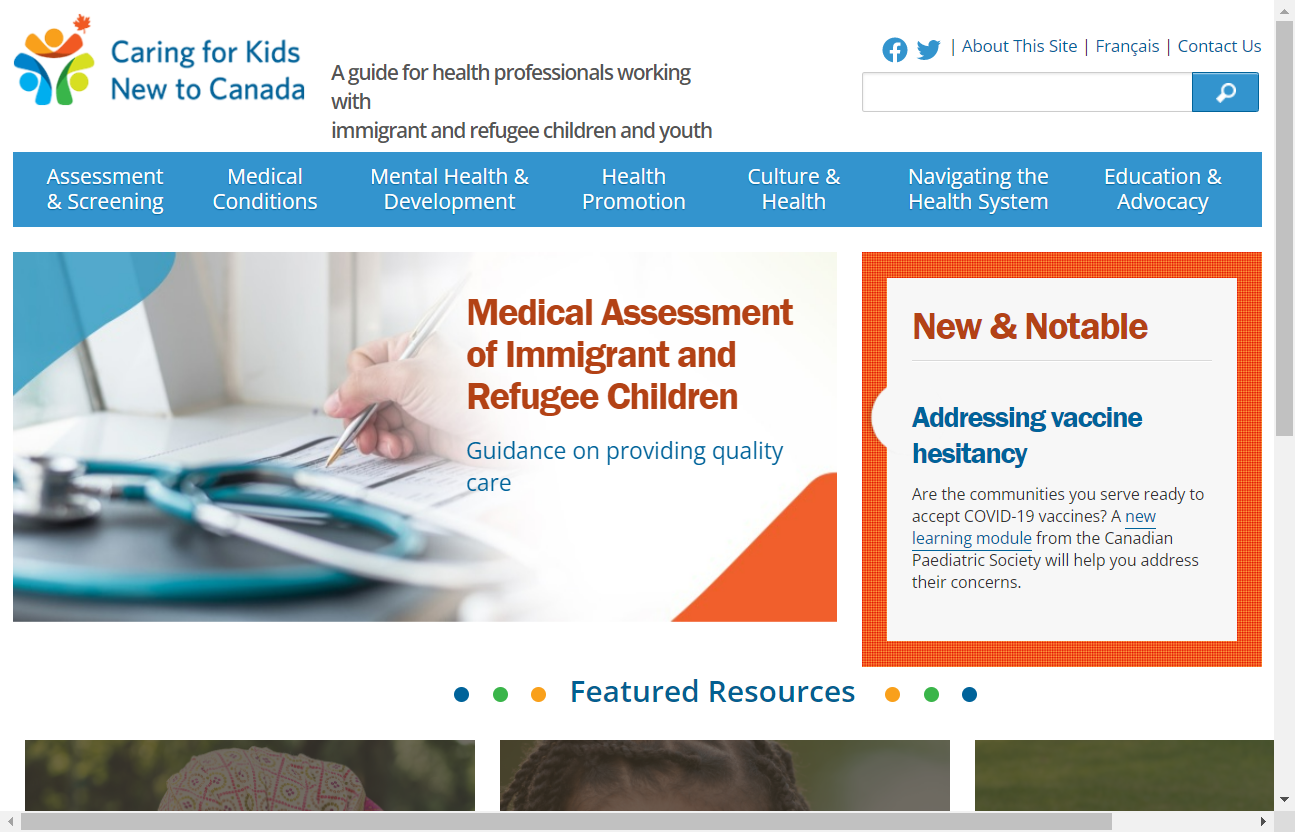 Caring for Kids
New to Canada
A guide for health professionals working
with
immigrant and refugee children and youth
| About This Site | Français | Contact Us
Assessment
& Screening
Medical
Conditions
Mental Health &
Development
Health
Promotion
Culture &
Health
Navigating the
Health System
Education &
Advocacy
Medical Assessment
of Immigrant and
Refugee Children
Guidance on providing quality
care
New & Notable
Addressing vaccine
hesitancy
Are the communities you serve ready to
accept COVID-19 vaccines? A new
learning module from the Canadian
Paediatric Society will help you address
their concerns.
Featured Resources